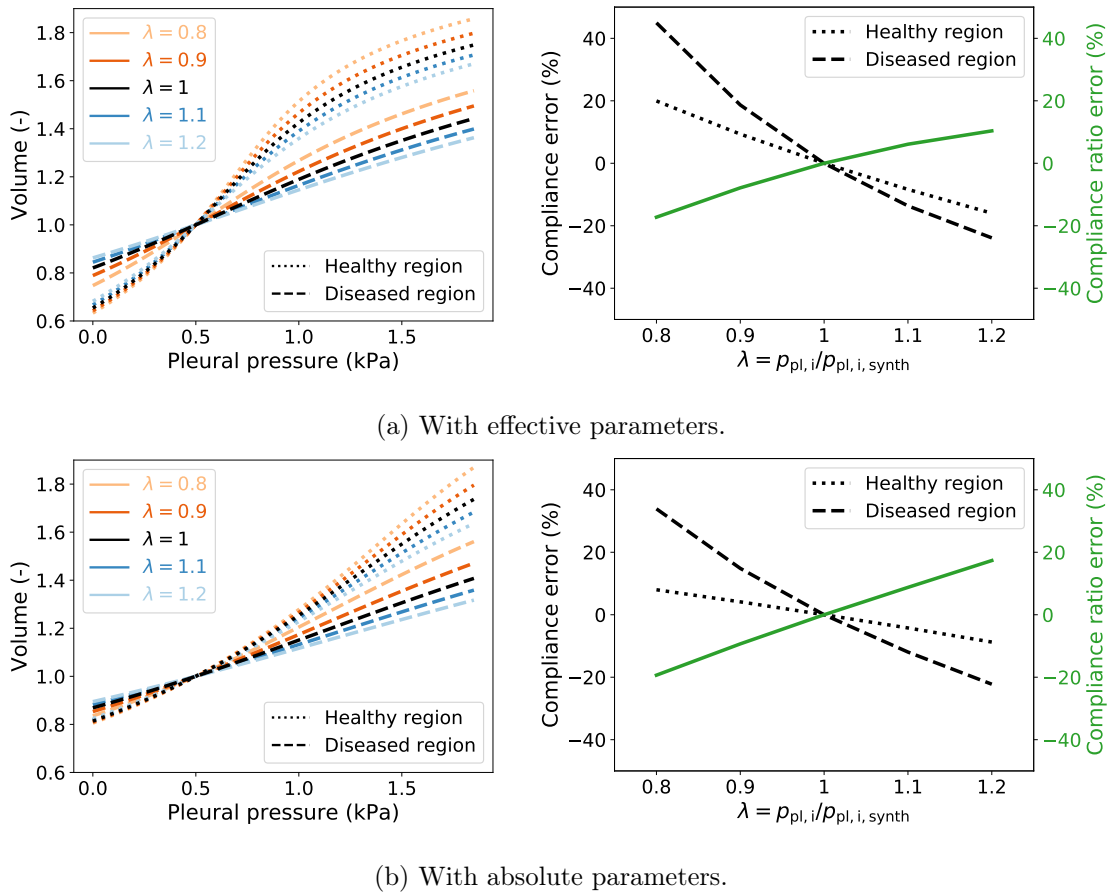 1.8
1.6
1.4
1.2
1.0
0.8
0.6
Volume (-)
λ = 0.8
λ = 0.9
λ = 1
λ = 1.1
λ = 1.2
Healthy region
Diseased region
0.0 0.5 1.0 1.5
Pleural pressure (kPa)
40
20
0
−20
−40
Compliance error (%)
Healthy region
Diseased region
40
20
0
−20
−40
Compliance ratio error (%)
0.8 0.9 1 1.1 1.2
λ = p_pl, i/p_pl, i, synth
(a) With effective parameters.
1.8
1.6
1.4
1.2
1.0
0.8
0.6
Volume (-)
λ = 0.8
λ = 0.9
λ = 1
λ = 1.1
λ = 1.2
Healthy region
Diseased region
0.0 0.5 1.0 1.5
Pleural pressure (kPa)
40
20
0
−20
−40
Compliance error (%)
Healthy region
Diseased region
40
20
0
−20
−40
Compliance ratio error (%)
0.8 0.9 1 1.1 1.2
λ = p_pl, i/p_pl, i, synth
(b) With absolute parameters.